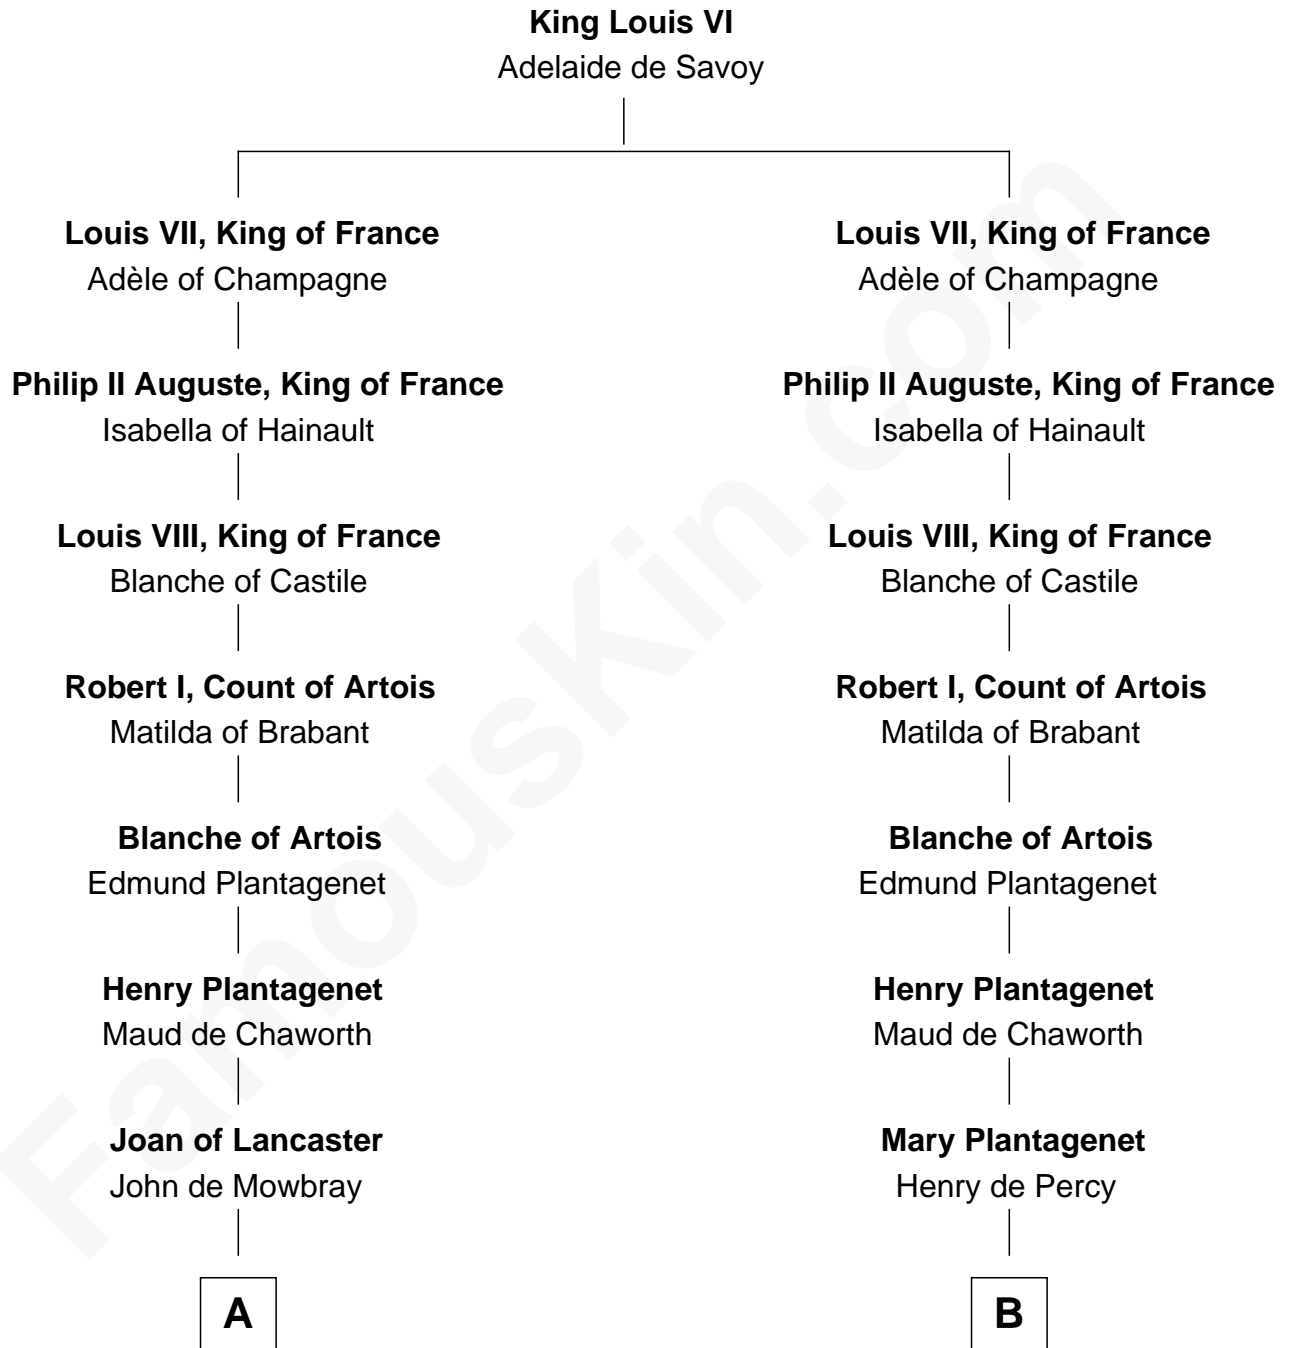 King Louis VI
Adelaide de Savoy
Louis VII, King of France
Adèle of Champagne
Philip II Auguste, King of France
Isabella of Hainault
Louis VIII, King of France
Blanche of Castile
Robert I, Count of Artois
Matilda of Brabant
Blanche of Artois
Edmund Plantagenet
Henry Plantagenet
Maud de Chaworth
Joan of Lancaster
John de Mowbray
A
Louis VII, King of France
Adèle of Champagne
Philip II Auguste, King of France
Isabella of Hainault
Louis VIII, King of France
Blanche of Castile
Robert I, Count of Artois
Matilda of Brabant
Blanche of Artois
Edmund Plantagenet
Henry Plantagenet
Maud de Chaworth
Mary Plantagenet
Henry de Percy
B
FamousKin.com